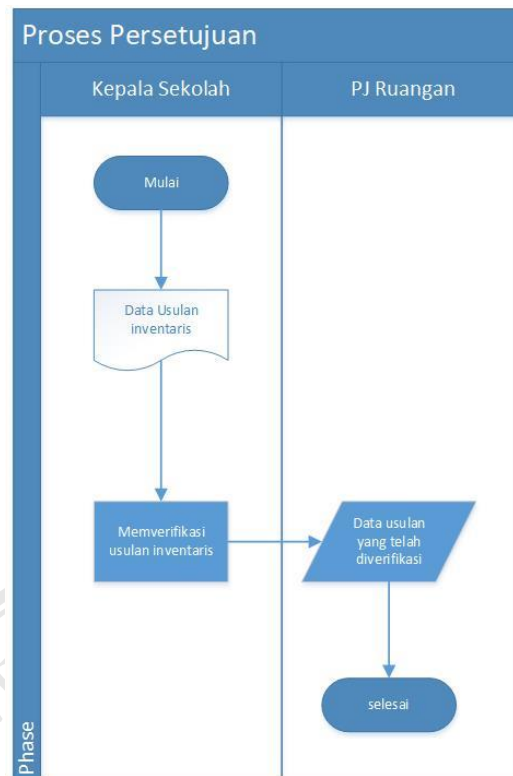 Proses Persetujuan
Kepala Sekolah
PJ Ruangan
Mulai
Data Usulan
inventaris
Memverifikasi
usulan inventaris
Data usulan
yang telah
diverifikasi
selesai
Phase